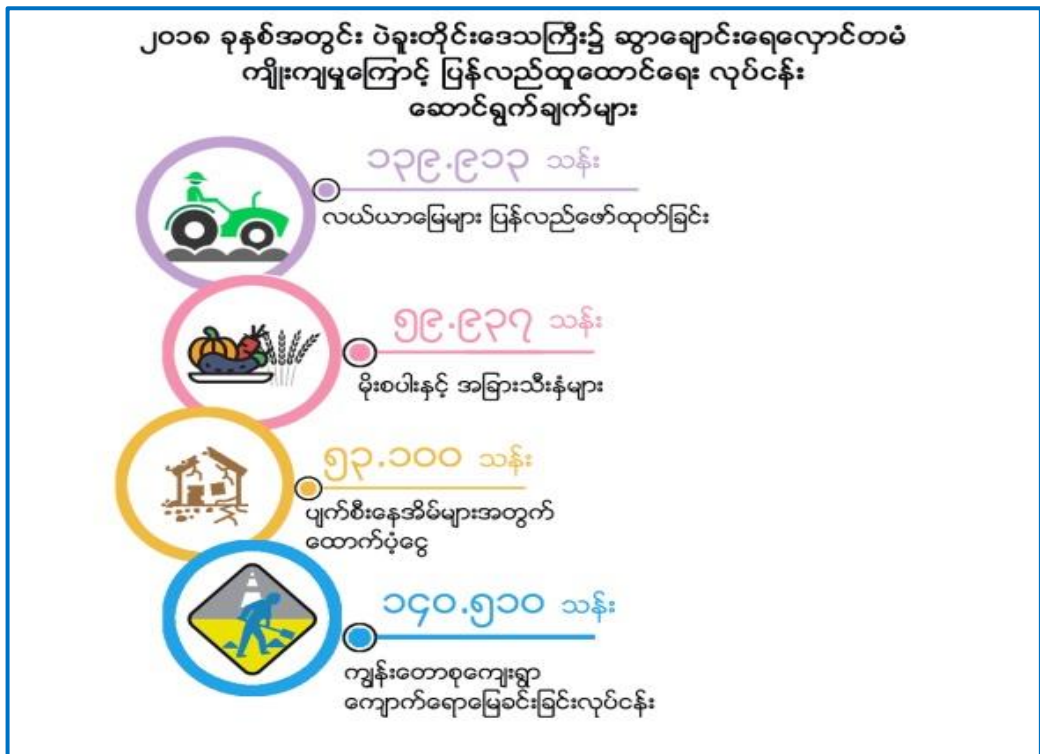 ၂၀၁၈ ခုနှစ်အတွင်း ပဲခူးတိုင်းဒေသကြီး၌ ဆွာချောင်းရေလှောင်တမံ
ကျိုးကျမှုကြောင့် ပြန်လည်ထူထောင်ရေး လုပ်ငန်း
ဆောင်ရွက်ချက်များ
၁၃၉.၉၁၃ သန်း
လယ်ယာမြေများ ပြန်လည်ဖော်ထုတ်ခြင်း
၅၉.၉၃၇ သန်း
မိုးစပါးနှင့် အခြားသီးနှံများ
၅၃.၁၀၀ သန်း
ပျက်စီးနေအိမ်များအတွက်
ထောက်ပံ့ငွေ
၁၄၀.၅၁၀ သန်း
ကျွန်းတောစုကျေးရွာ
ကျောက်ရောမြေခင်းခြင်းလုပ်ငန်း